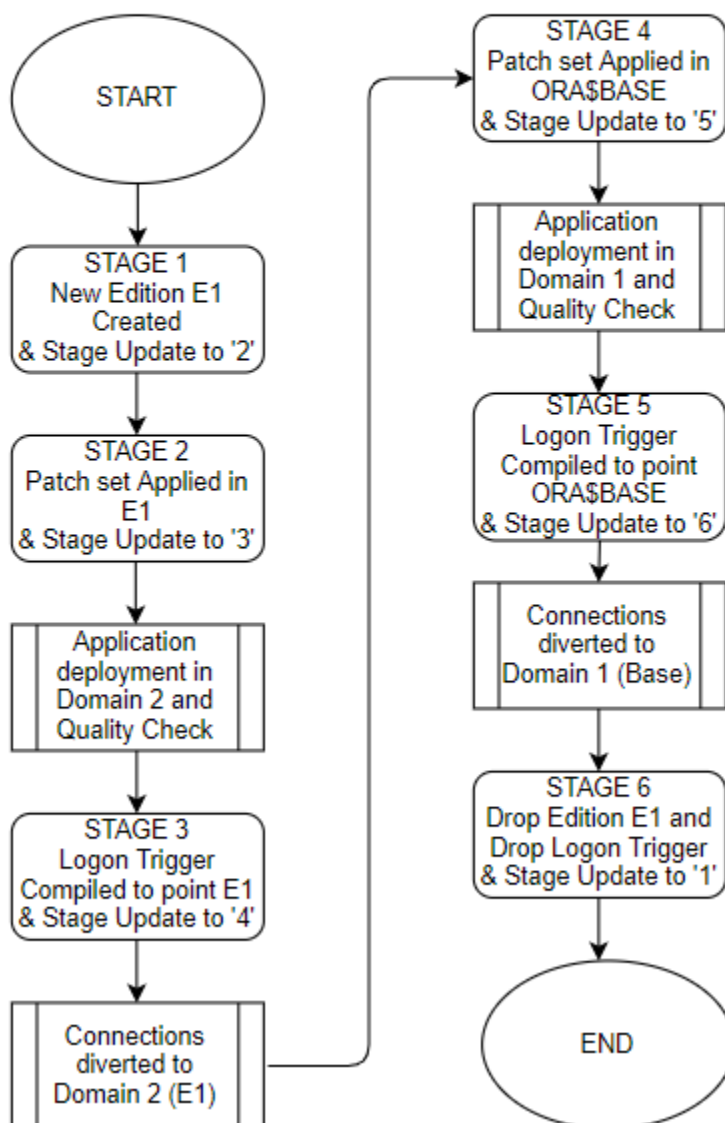 START
STAGE 1
New Edition E1
Created
& Stage Update to '2'
STAGE 2
Patch set Applied in
E1
& Stage Update to '3'
Application
deployment in
Domain 2 and
Quality Check
STAGE 3
Logon Trigger
Compiled to point E1
& Stage Update to '4'
Connections
diverted to
Domain 2 (E1)
STAGE 4
Patch set Applied in
ORA$BASE
& Stage Update to '5'
Application
deployment in
Domain 1 and
Quality Check
STAGE 5
Logon Trigger
Compiled to point
ORA$BASE
& Stage Update to '6'
Connections
diverted to
Domain 1 (Base)
STAGE 6
Drop Edition E1 and
Drop Logon Trigger
& Stage Update to '1'
END